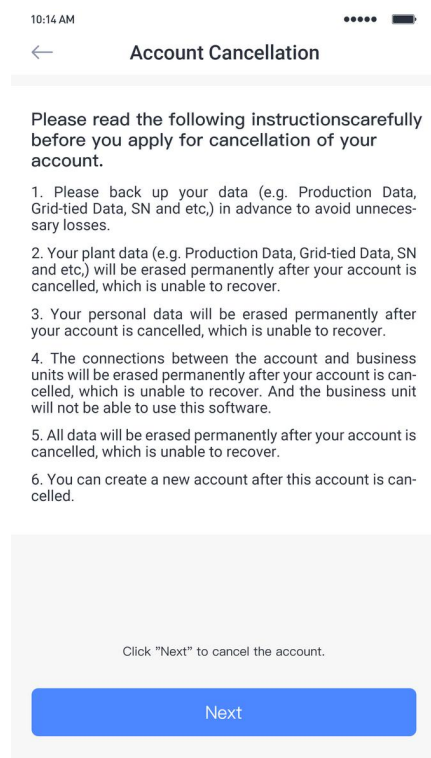 10:14 AM
Account Cancellation
Please read the following instructionscarefully
before you apply for cancellation of your
account.
1. Please back up your data (e.g. Production Data,
Grid-tied Data, SN and etc,) in advance to avoid unneces-
sary losses.
2. Your plant data (e.g. Production Data, Grid-tied Data, SN
and etc,) will be erased permanently after your account is
cancelled, which is unable to recover.
3. Your personal data will be erased permanently after
your account is cancelled, which is unable to recover.
4. The connections between the account and business
units will be erased permanently after your account is can-
celled, which is unable to recover. And the business unit
will not be able to use this software.
5. All data will be erased permanently after your account is
cancelled, which is unable to recover.
6. You can create a new account after this account is can-
celled.
Click ”Next” to cancel the account.
Next